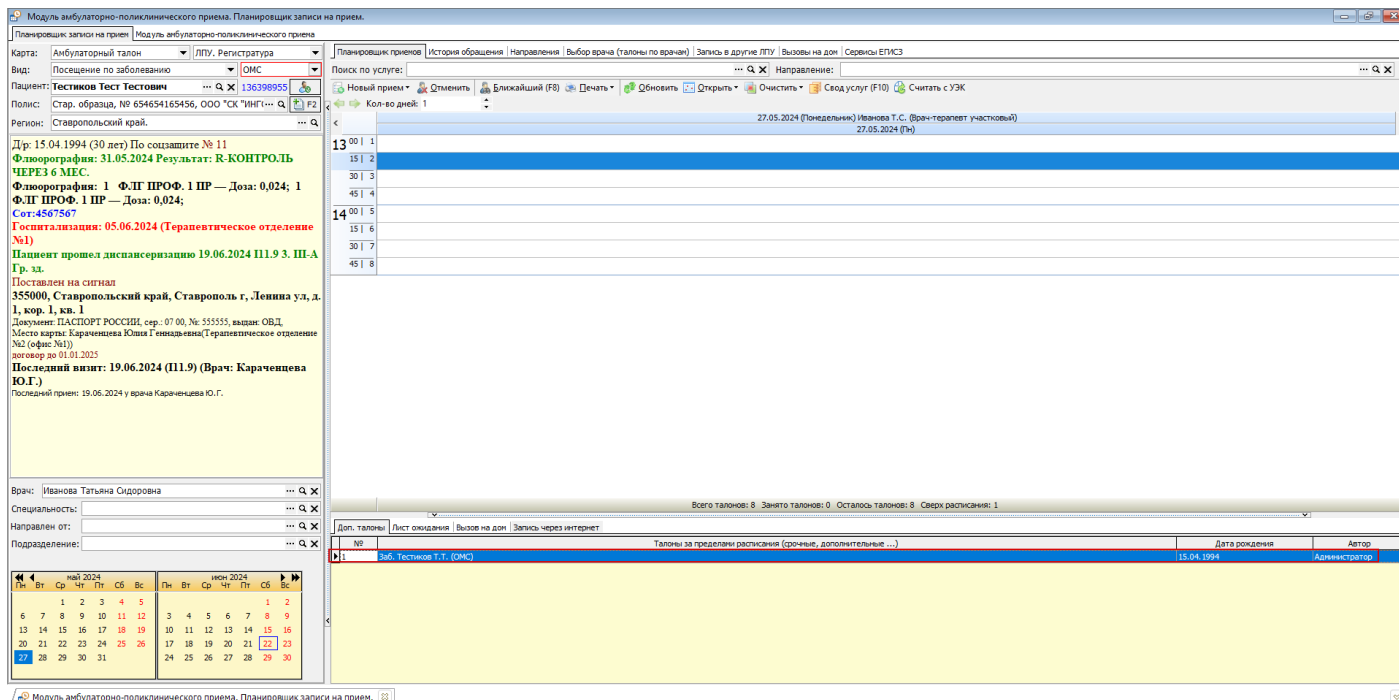 Модуль амбулаторно-поликлинического приема. Планировщик записи на прием.
Планировщик записи на прием Модуль амбулаторно-поликлинического приема
Карта: Амбулаторный талон ЛПУ. Регистратура
Вид: Посещение по заболеванию ОМС
Пациент: Тестиков Тест Тестович 136398955
Полис: Стар. образца, № 654654165456, ООО "СК "ИНГ F2
Регион: Ставропольский край.
Д/р: 15.04.1994 (30 лет) По соцзащите № 11
Флюорография: 31.05.2024 Результат: R-КОНТРОЛЬ
ЧЕРЕЗ 6 МЕС.
Флюорография: 1 ФЛГ ПРОФ. 1 ПР — Доза: 0,024; 1
ФЛГ ПРОФ. 1 ПР — Доза: 0,024;
Сот:4567567
Госпитализация: 05.06.2024 (Терапевтическое отделение
№1)
Пациент прошел диспансеризацию 19.06.2024 I11.9 3. III-А
Гр. зд.
Поставлен на сигнал
355000, Ставропольский край, Ставрополь г, Ленина ул, д.
1, кор. 1, кв. 1
Документ: ПАСПОРТ РОССИИ, сер.: 07 00, №: 555555, выдан: ОВД,
Место карты: Караченцева Юлия Геннадьевна(Терапевтическое отделение
№2 (офис №1))
договор до 01.01.2025
Последний визит: 19.06.2024 (I11.9) (Врач: Караченцева
Ю.Г.)
Последний прием: 19.06.2024 у врача Караченцева Ю.Г.
Врач: Иванова Татьяна Сидоровна
Специальность:
Направлен от:
Подразделение:
май 2024 июн 2024
Пн Вт Ср Чт Пт Сб Вс Пн Вт Ср Чт Пт Сб Вс
1 2 3 4 5 1 2
6 7 8 9 10 11 12 3 4 5 6 7 8 9
13 14 15 16 17 18 19 10 11 12 13 14 15 16
20 21 22 23 24 25 26 17 18 19 20 21 22 23
27 28 29 30 31 24 25 26 27 28 29 30
Планировщик приемов История обращения Направления Выбор врача (талоны по врачам) Запись в другие ЛПУ Вызовы на дом Сервисы ЕГИСЗ
Поиск по услуге: Направление:
Новый прием Отменить Ближайший (F8) Печать Обновить Открыть Очистить Свод услуг (F10) Считать с УЭК
Кол-во дней: 1
27.05.2024 (Понедельник) Иванова Т.С. (Врач-терапевт участковый)
27.05.2024 (Пн)
13 00 | 1
15 | 2
30 | 3
45 | 4
14 00 | 5
15 | 6
30 | 7
45 | 8
Всего талонов: 8 Занято талонов: 0 Осталось талонов: 8 Сверх расписания: 1
Доп. талоны Лист ожидания Вызов на дом Запись через интернет
№ Талоны за пределами расписания (срочные, дополнительные ...) Дата рождения Автор
1 Заб. Тестиков Т.Т. (ОМС) 15.04.1994 Администратор
Модуль амбулаторно-поликлинического приема. Планировщик записи на прием.